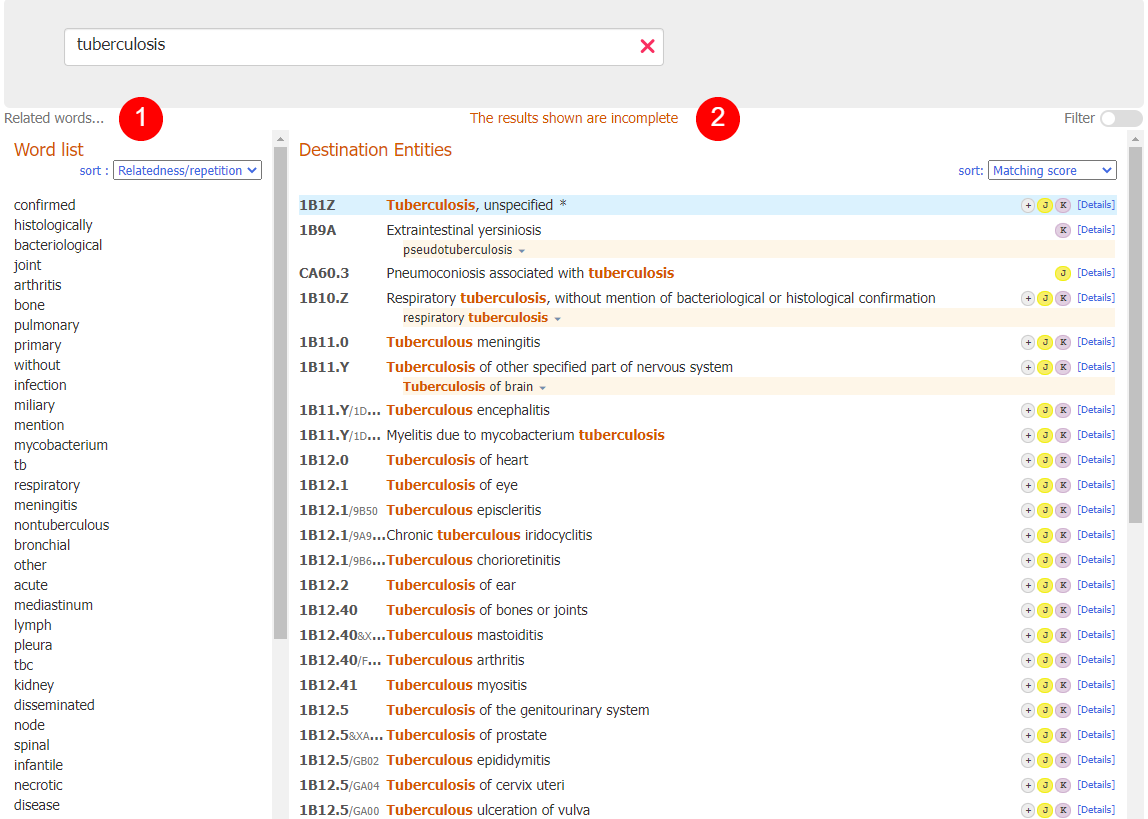 tuberculosis
Related words...
1
The results shown are incomplete
2
Filter
Word list
sort : Relatedness/repetition
confirmed
histologically
bacteriological
joint
arthritis
bone
pulmonary
primary
without
infection
miliary
mention
mycobacterium
tb
respiratory
meningitis
nontuberculous
bronchial
other
acute
mediastinum
lymph
pleura
tbc
kidney
disseminated
node
spinal
infantile
necrotic
disease
Destination Entities
sort: Matching score
1B1Z Tuberculosis, unspecified * + J K [Details]
1B9A Extraintestinal yersiniosis K [Details]
pseudotuberculosis
CA60.3 Pneumoconiosis associated with tuberculosis J [Details]
1B10.Z Respiratory tuberculosis, without mention of bacteriological or histological confirmation + J K [Details]
respiratory tuberculosis
1B11.0 Tuberculous meningitis + J K [Details]
1B11.Y Tuberculosis of other specified part of nervous system + J K [Details]
Tuberculosis of brain
1B11.Y/1D... Tuberculous encephalitis + J K [Details]
1B11.Y/1D... Myelitis due to mycobacterium tuberculosis + J K [Details]
1B12.0 Tuberculosis of heart + J K [Details]
1B12.1 Tuberculosis of eye + J K [Details]
1B12.1/9B50 Tuberculous episcleritis + J K [Details]
1B12.1/9A9... Chronic tuberculous iridocyclitis + J K [Details]
1B12.1/9B6... Tuberculous chorioretinitis + J K [Details]
1B12.2 Tuberculosis of ear + J K [Details]
1B12.40 Tuberculosis of bones or joints + J K [Details]
1B12.40&X... Tuberculous mastoiditis + J K [Details]
1B12.40/F... Tuberculous arthritis + J K [Details]
1B12.41 Tuberculous myositis + J K [Details]
1B12.5 Tuberculosis of the genitourinary system + J K [Details]
1B12.5&XA... Tuberculosis of prostate + J K [Details]
1B12.5/GB02 Tuberculous epididymitis + J K [Details]
1B12.5/GA04 Tuberculosis of cervix uteri + J K [Details]
1B12.5/GA00 Tuberculous ulceration of vulva + J K [Details]